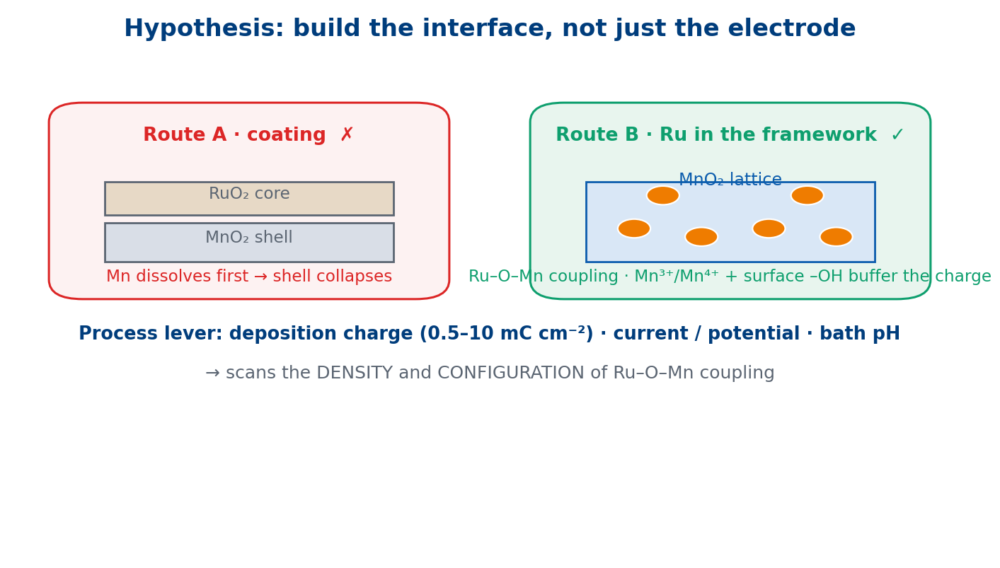 Hypothesis: build the interface, not just the electrode
Route A · coating ✗
RuO₂ core
MnO₂ shell
Mn dissolves first → shell collapses
Route B · Ru in the framework ✓
MnO₂ lattice
Ru–O–Mn coupling · Mn³⁺/Mn⁴⁺ + surface –OH buffer the charge
Process lever: deposition charge (0.5–10 mC cm⁻²) · current / potential · bath pH
→ scans the DENSITY and CONFIGURATION of Ru–O–Mn coupling